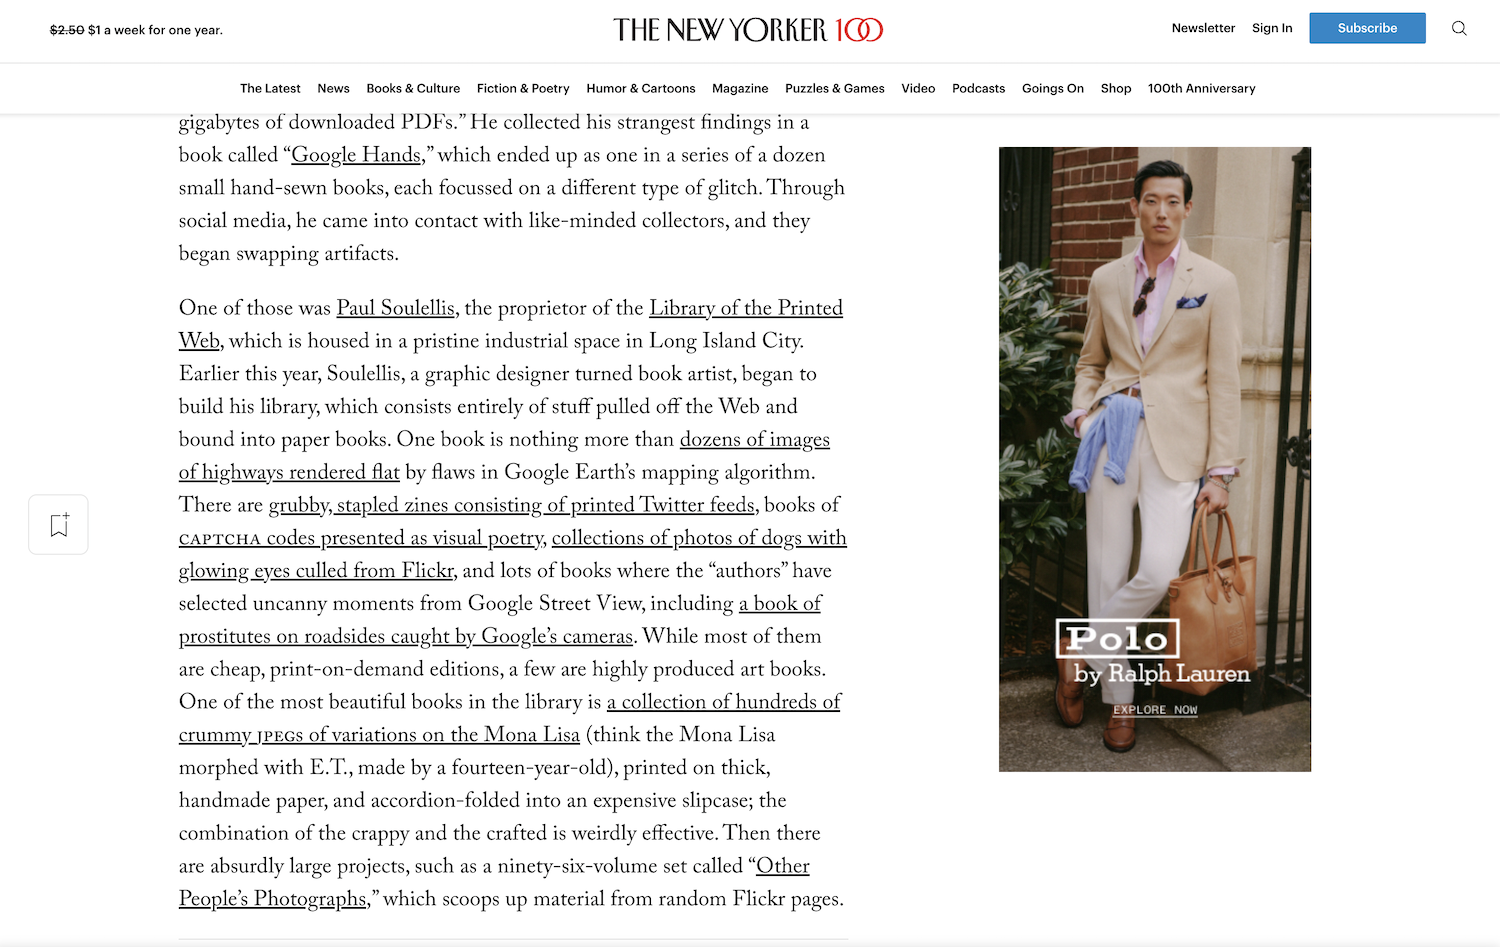 $2.50 $1 a week for one year.
THE NEW YORKER 100
Newsletter
Sign In
Subscribe
The Latest
News
Books & Culture
Fiction & Poetry
Humor & Cartoons
Magazine
Puzzles & Games
Video
Podcasts
Goings On
Shop
100th Anniversary
gigabytes of downloaded PDFs.” He collected his strangest findings in a
book called “Google Hands,” which ended up as one in a series of a dozen
small hand-sewn books, each focussed on a different type of glitch. Through
social media, he came into contact with like-minded collectors, and they
began swapping artifacts.
One of those was Paul Soulellis, the proprietor of the Library of the Printed
Web, which is housed in a pristine industrial space in Long Island City.
Earlier this year, Soulellis, a graphic designer turned book artist, began to
build his library, which consists entirely of stuff pulled off the Web and
bound into paper books. One book is nothing more than dozens of images
of highways rendered flat by flaws in Google Earth’s mapping algorithm.
There are grubby, stapled zines consisting of printed Twitter feeds, books of
CAPTCHA codes presented as visual poetry, collections of photos of dogs with
glowing eyes culled from Flickr, and lots of books where the “authors” have
selected uncanny moments from Google Street View, including a book of
prostitutes on roadsides caught by Google’s cameras. While most of them
are cheap, print-on-demand editions, a few are highly produced art books.
One of the most beautiful books in the library is a collection of hundreds of
crummy JPEGs of variations on the Mona Lisa (think the Mona Lisa
morphed with E.T., made by a fourteen-year-old), printed on thick,
handmade paper, and accordion-folded into an expensive slipcase; the
combination of the crappy and the crafted is weirdly effective. Then there
are absurdly large projects, such as a ninety-six-volume set called “Other
People’s Photographs,” which scoops up material from random Flickr pages.
Polo
by Ralph Lauren
EXPLORE NOW